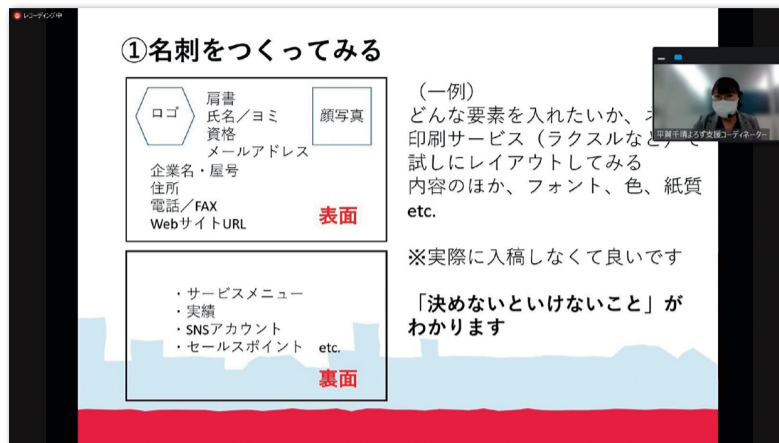 レコーディング中
①名刺をつくってみる
ロゴ
肩書
氏名／ヨミ
資格
メールアドレス
顔写真
企業名・屋号
住所
電話／FAX
WebサイトURL
表面
・サービスメニュー
・実績
・SNSアカウント
・セールスポイント　etc.
裏面
（一例）
どんな要素を入れたいか、
印刷サービス（ラクスルなど
試しにレイアウトしてみる
内容のほか、フォント、色、紙質
etc.
※実際に入稿しなくて良いです
「決めないといけないこと」が
わかります
平賀千晴よろず支援コーディネーター